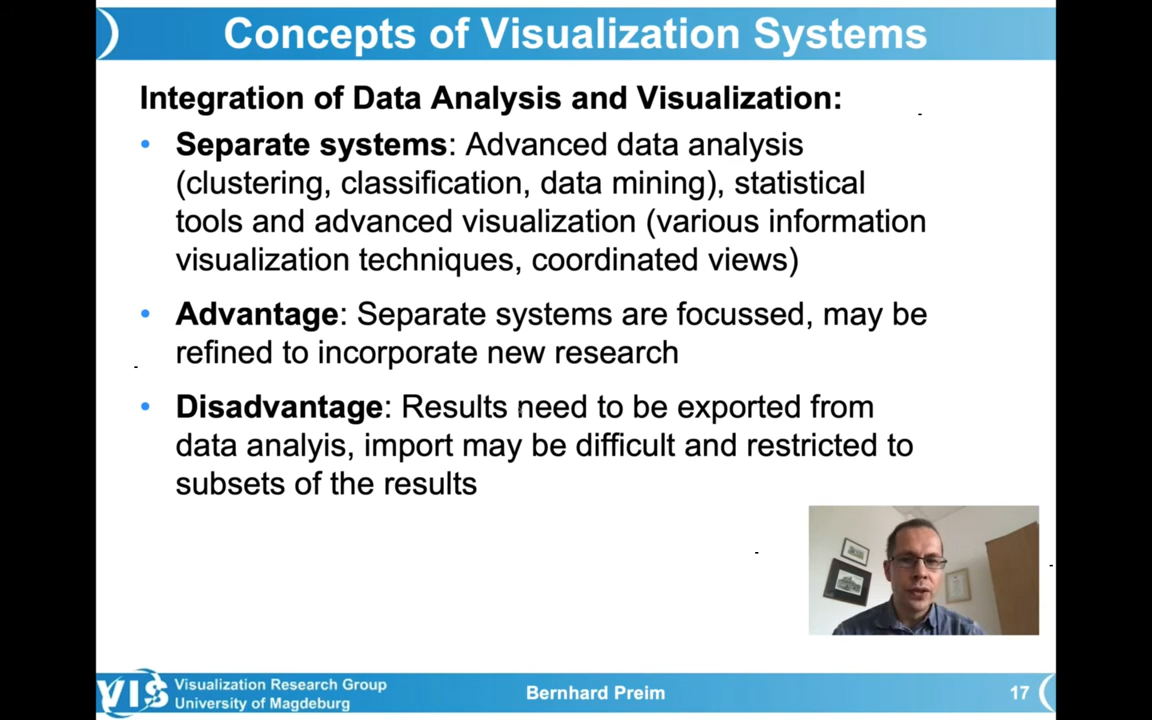 Concepts of Visualization Systems
Integration of Data Analysis and Visualization:
• Separate systems: Advanced data analysis
(clustering, classification, data mining), statistical
tools and advanced visualization (various information
visualization techniques, coordinated views)
• Advantage: Separate systems are focussed, may be
refined to incorporate new research
• Disadvantage: Results need to be exported from
data analyis, import may be difficult and restricted to
subsets of the results
VIS
Visualization Research Group
University of Magdeburg
Bernhard Preim
17